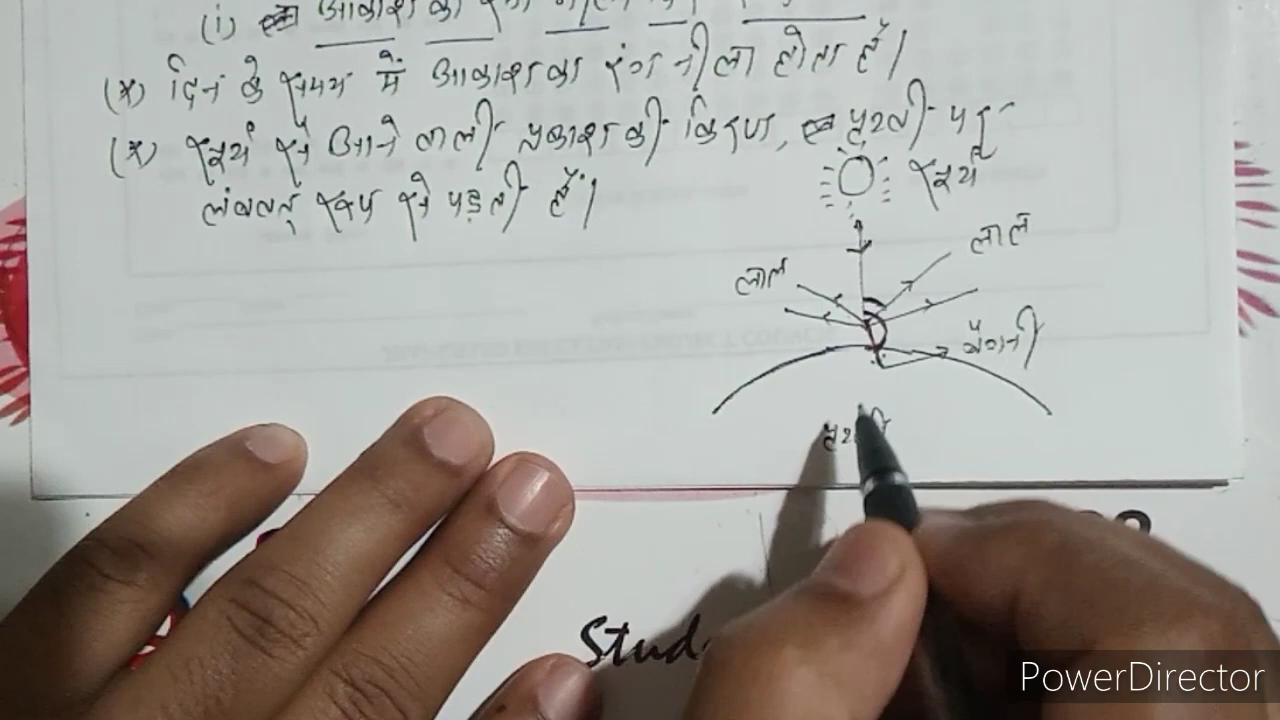 (i) आकाश का रंग
(*) दिन के समय में आकाश का रंग नीला होता है।
(*) सूर्य से आने वाली प्रकाश की किरण, पृथ्वी पर
लंबवत् रूप से पड़ती है।
सूर्य
लाल
लाल
बैंगनी
Stud
PowerDirector